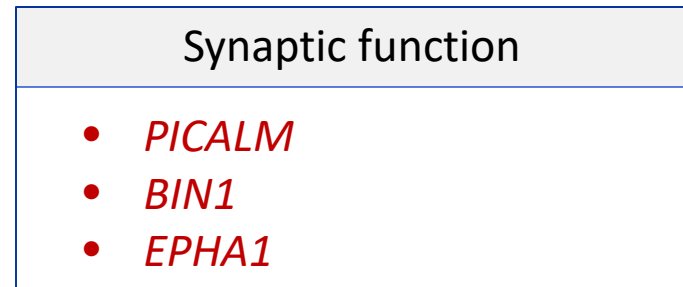 Synaptic function
• PICALM
• BIN1
• EPHA1